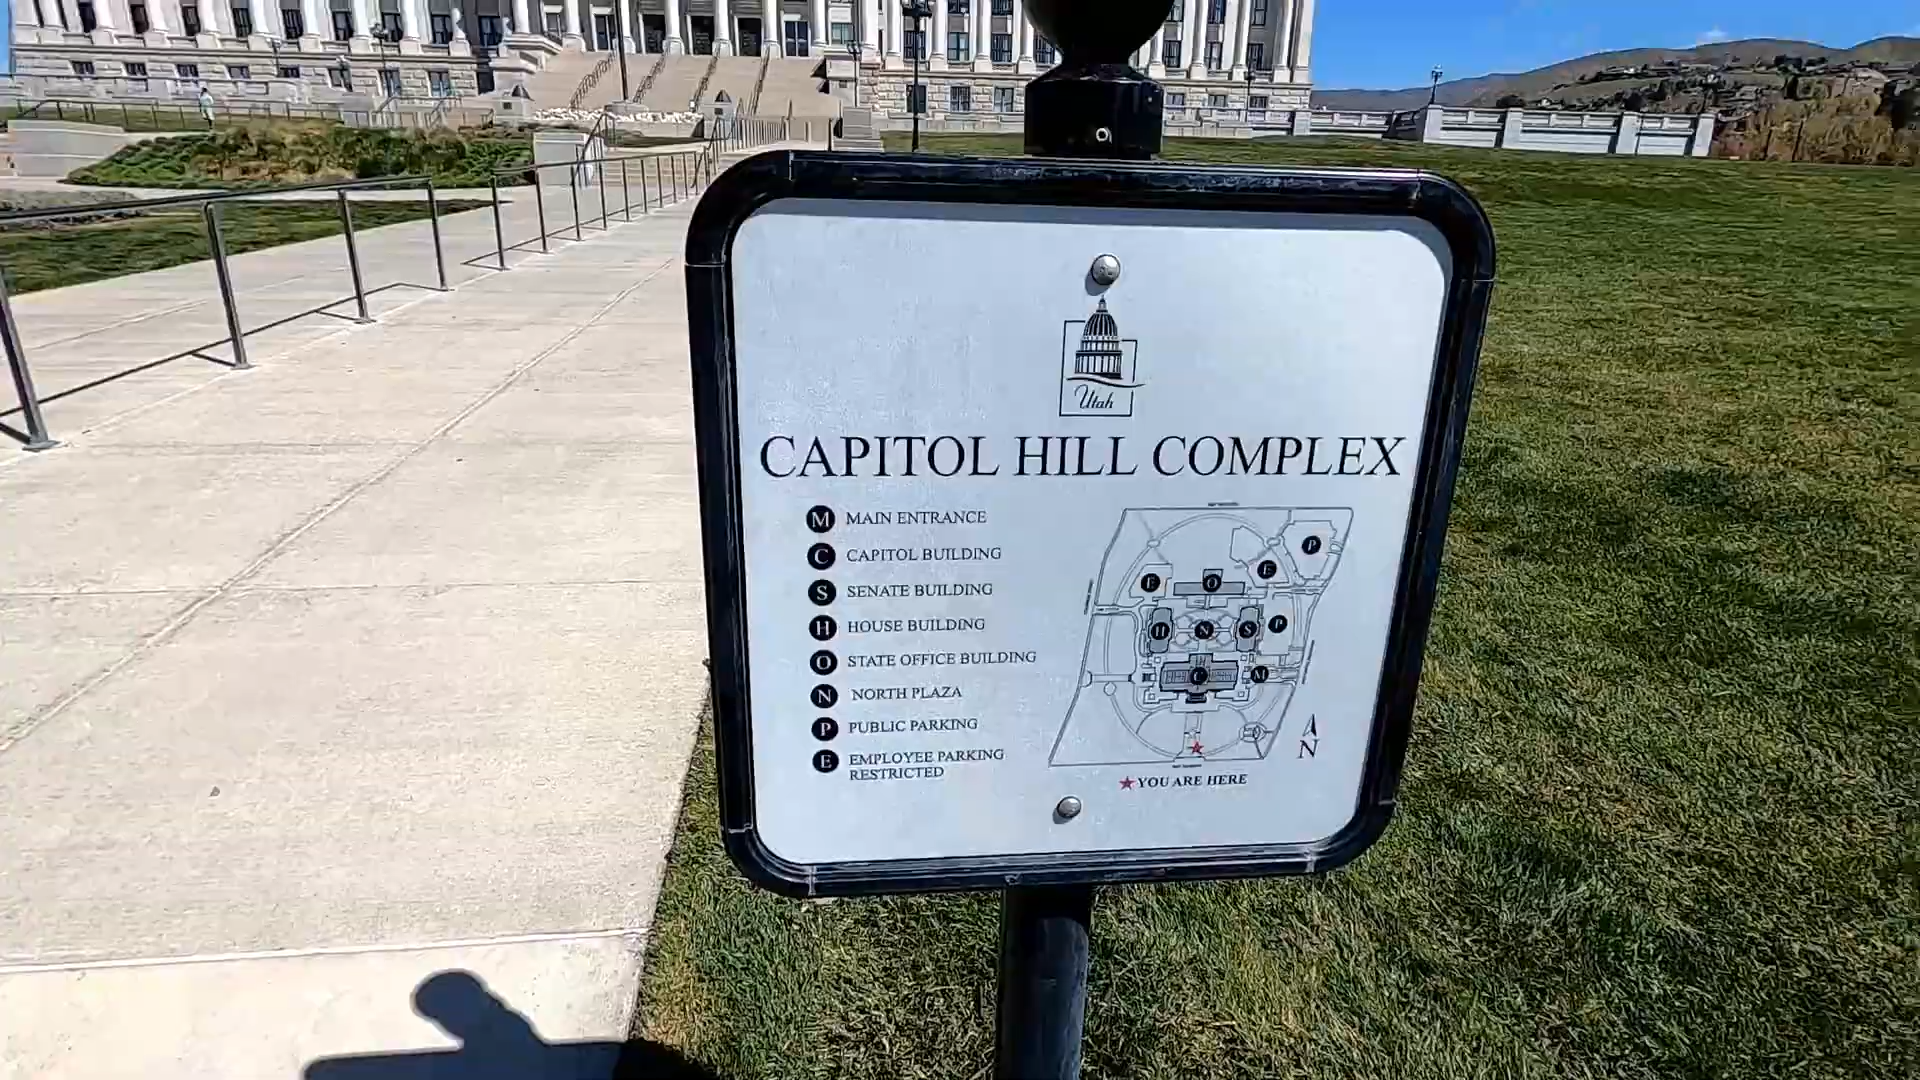 Utah
CAPITOL HILL COMPLEX
M MAIN ENTRANCE
C CAPITOL BUILDING
S SENATE BUILDING
H HOUSE BUILDING
O STATE OFFICE BUILDING
N NORTH PLAZA
P PUBLIC PARKING
E EMPLOYEE PARKING
RESTRICTED
P
E O E
H N S P
C M
N
YOU ARE HERE